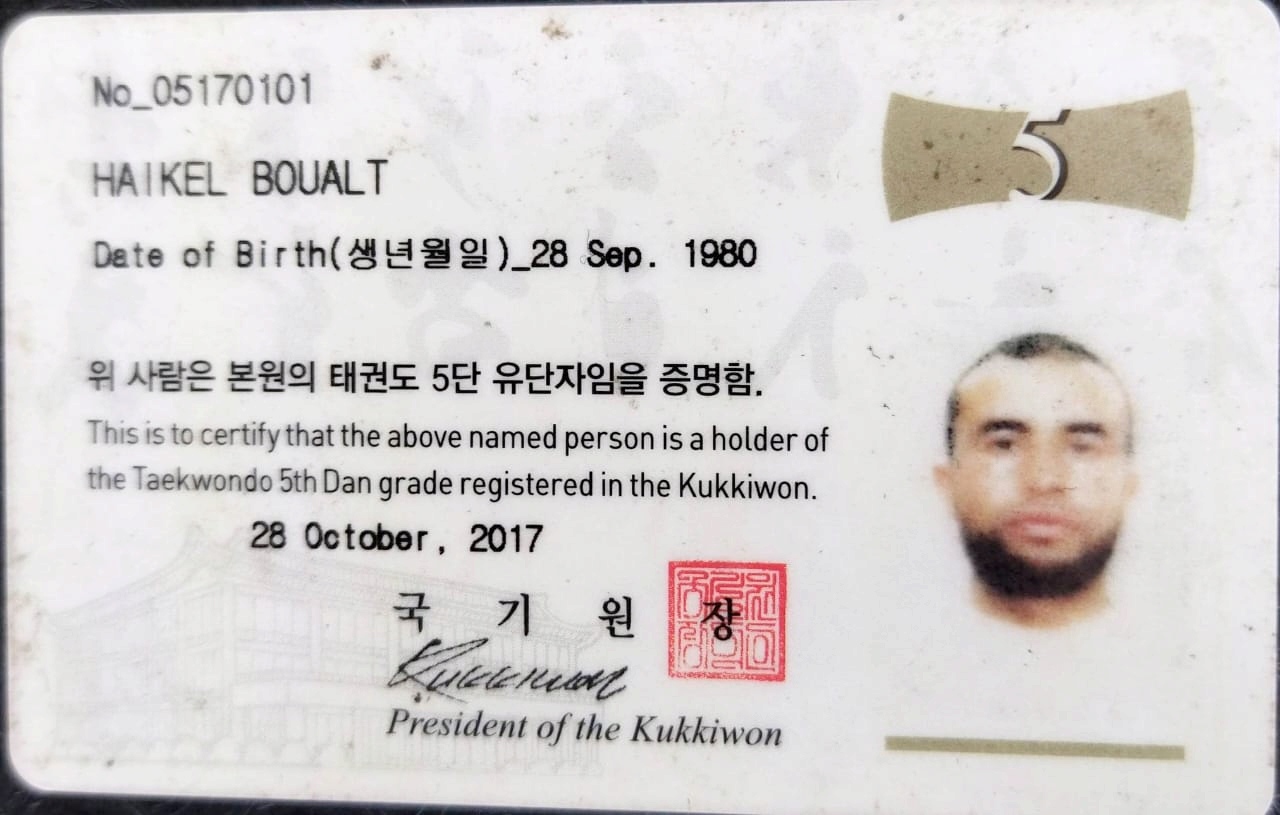 No_05170101
5
HAIKEL BOUALT
Date of Birth(생년월일)_28 Sep. 1980
위 사람은 본원의 태권도 5단 유단자임을 증명함.
This is to certify that the above named person is a holder of
the Taekwondo 5th Dan grade registered in the Kukkiwon.
28 October, 2017
국 기 원 장
Kukkiwon
President of the Kukkiwon